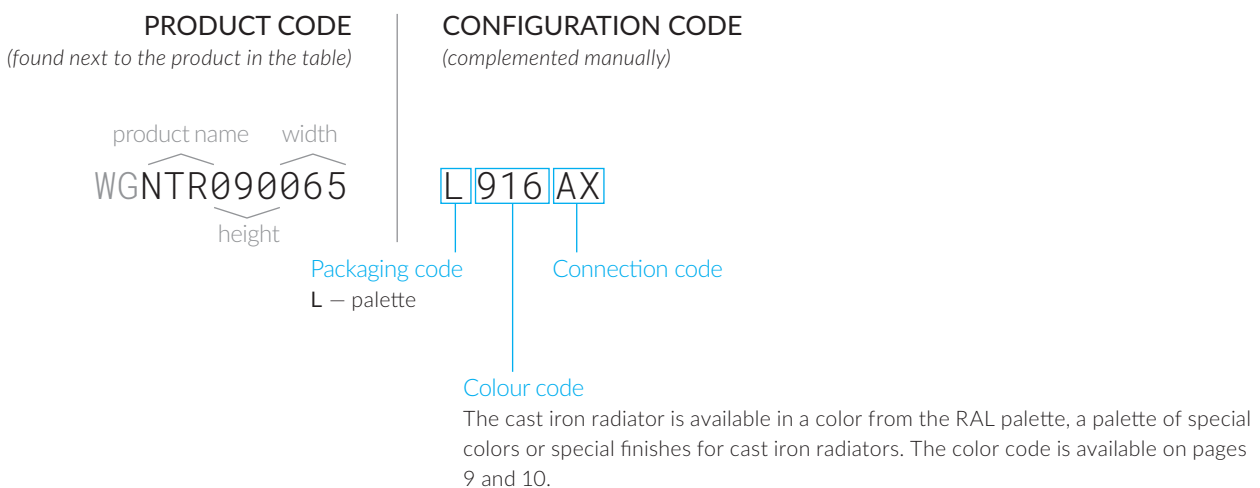 PRODUCT CODE
(found next to the product in the table)
CONFIGURATION CODE
(complemented manually)
product name width
WGNTR090065
height
L 916 AX
Packaging code
L — palette
Connection code
Colour code
The cast iron radiator is available in a color from the RAL palette, a palette of special
colors or special finishes for cast iron radiators. The color code is available on pages
9 and 10.